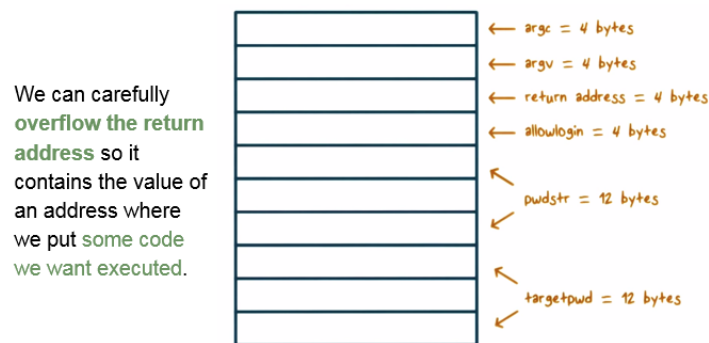 We can carefully
overflow the return
address so it
contains the value of
an address where
we put some code
we want executed.
argc = 4 bytes
argv = 4 bytes
return address = 4 bytes
allowlogin = 4 bytes
pwdstr = 12 bytes
targetpwd = 12 bytes